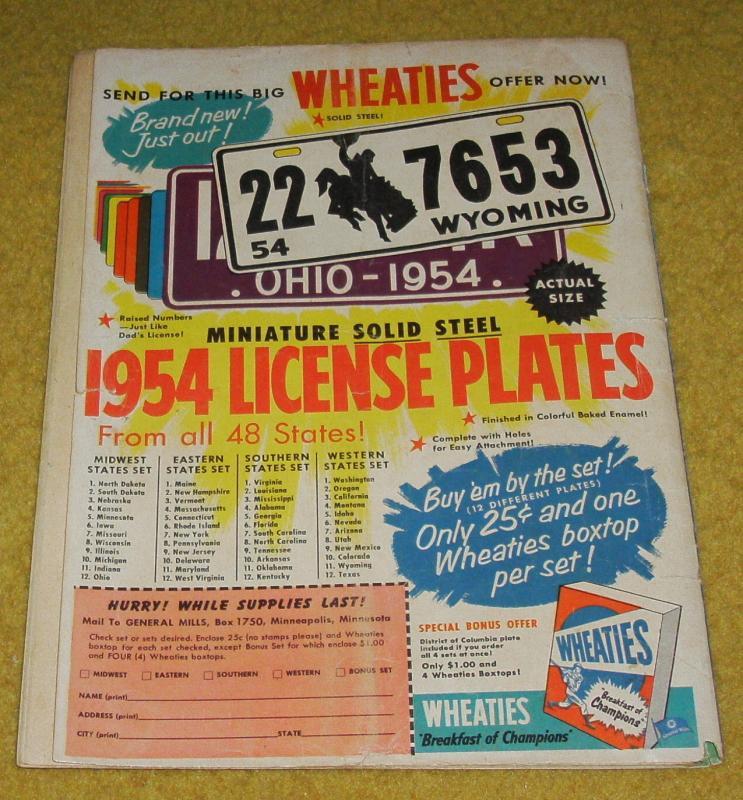 SEND FOR THIS BIG WHEATIES OFFER NOW!
Brand new!
Just out!
★ SOLID STEEL!
22 7653
54 WYOMING
. OHIO - 1954 .
ACTUAL
SIZE
★ Raised Numbers
—Just Like
Dad's License!
MINIATURE SOLID STEEL
1954 LICENSE PLATES
★ Finished in Colorful Baked Enamel!
From all 48 States!
★ Complete with Holes
for Easy Attachment!
MIDWEST
STATES SET
1. North Dakota
2. South Dakota
3. Nebraska
4. Kansas
5. Minnesota
6. Iowa
7. Missouri
8. Wisconsin
9. Illinois
10. Michigan
11. Indiana
12. Ohio
EASTERN
STATES SET
1. Maine
2. New Hampshire
3. Vermont
4. Massachusetts
5. Connecticut
6. Rhode Island
7. New York
8. Pennsylvania
9. New Jersey
10. Delaware
11. Maryland
12. West Virginia
SOUTHERN
STATES SET
1. Virginia
2. Louisiana
3. Mississippi
4. Alabama
5. Georgia
6. Florida
7. South Carolina
8. North Carolina
9. Tennessee
10. Arkansas
11. Oklahoma
12. Kentucky
WESTERN
STATES SET
1. Washington
2. Oregon
3. California
4. Montana
5. Idaho
6. Nevada
7. Arizona
8. Utah
9. New Mexico
10. Colorado
11. Wyoming
12. Texas
Buy 'em by the set!
(12 DIFFERENT PLATES)
Only 25¢ and one
Wheaties boxtop
per set!
HURRY! WHILE SUPPLIES LAST!
Mail To GENERAL MILLS, Box 1750, Minneapolis, Minnesota
Check set or sets desired. Enclose 25c (no stamps please) and Wheaties
boxtop for each set checked, except Bonus Set for which enclose $1.00
and FOUR (4) Wheaties boxtops.
MIDWEST EASTERN SOUTHERN WESTERN BONUS SET
NAME (print)
ADDRESS (print)
CITY (print) STATE
SPECIAL BONUS OFFER
District of Columbia plate
included if you order
all 4 sets at once!
Only $1.00 and
4 Wheaties Boxtops!
WHEATIES
"Breakfast of
Champions"
WHEATIES
"Breakfast of Champions"